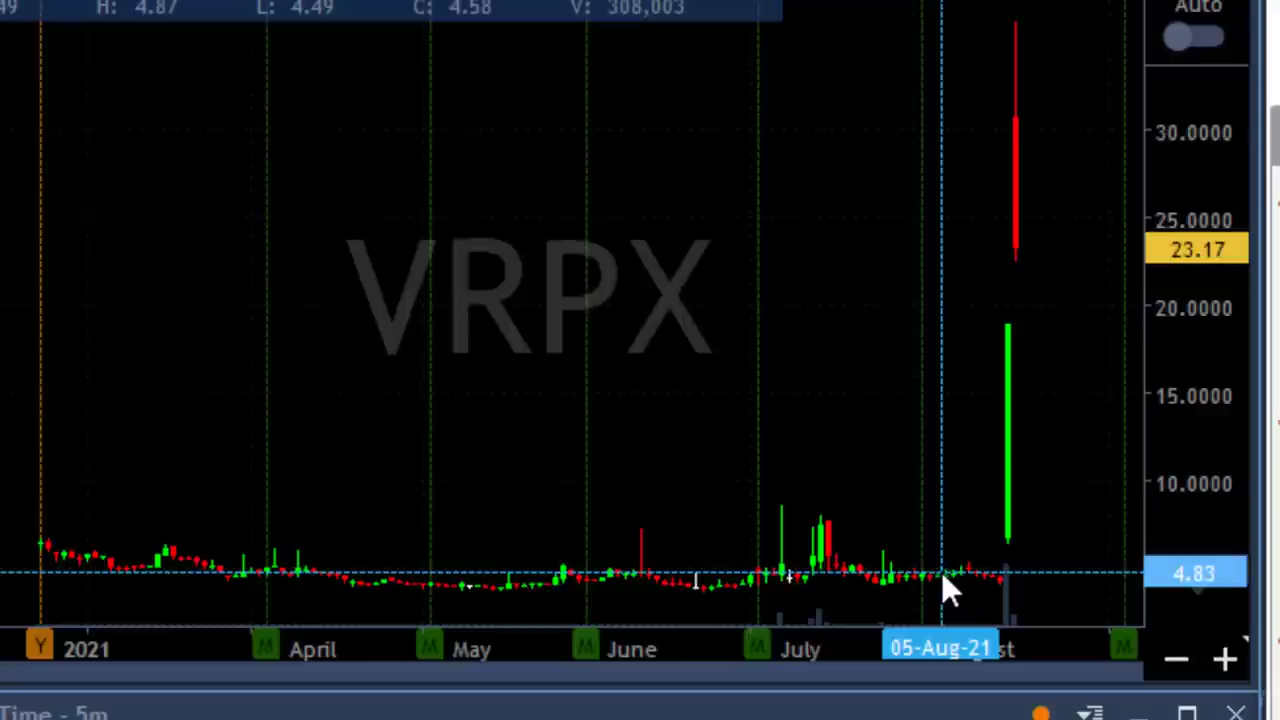 49 H: 4.87 L: 4.49 C: 4.58 V: 308,003
Auto
30.0000
25.0000
23.17
VRPX
20.0000
15.0000
10.0000
4.83
Y 2021 M April M May M June M July 05-Aug-21 st M
Time - 5m